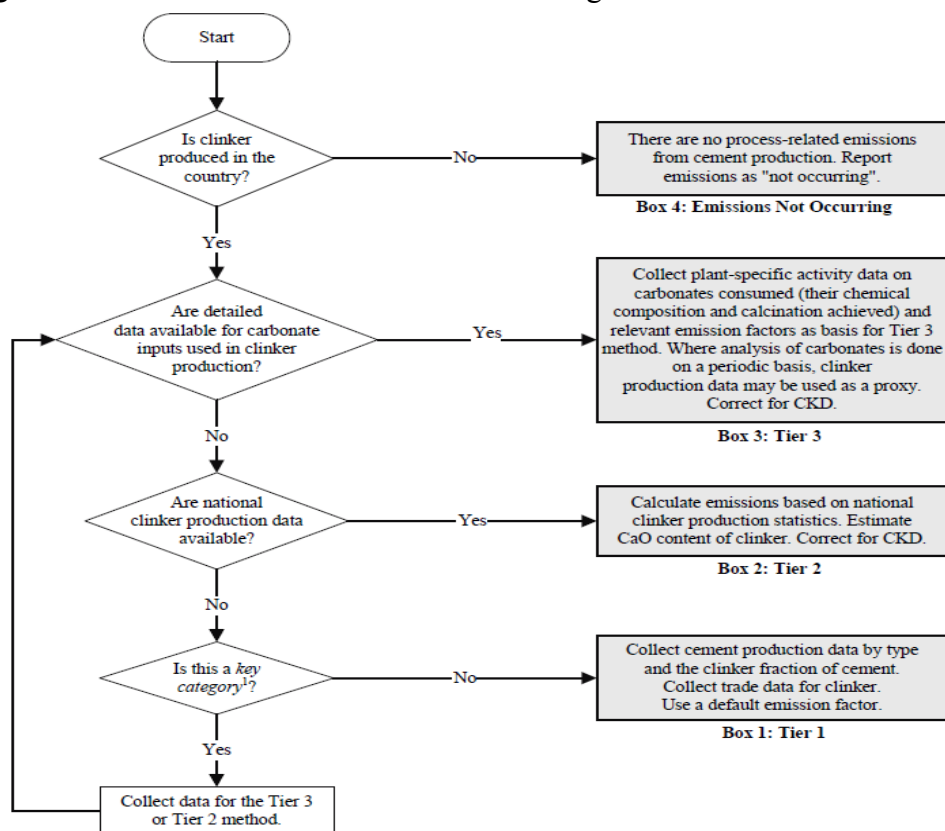 Start
Is clinker
produced in the
country?
No
There are no process-related emissions
from cement production. Report
emissions as "not occurring".
Box 4: Emissions Not Occurring
Yes
Are detailed
data available for carbonate
inputs used in clinker
production?
Yes
Collect plant-specific activity data on
carbonates consumed (their chemical
composition and calcination achieved) and
relevant emission factors as basis for Tier 3
method. Where analysis of carbonates is done
on a periodic basis, clinker
production data may be used as a proxy.
Correct for CKD.
Box 3: Tier 3
No
Are national
clinker production data
available?
Yes
Calculate emissions based on national
clinker production statistics. Estimate
CaO content of clinker. Correct for CKD.
Box 2: Tier 2
No
Is this a key
category¹?
No
Collect cement production data by type
and the clinker fraction of cement.
Collect trade data for clinker.
Use a default emission factor.
Box 1: Tier 1
Yes
Collect data for the Tier 3
or Tier 2 method.